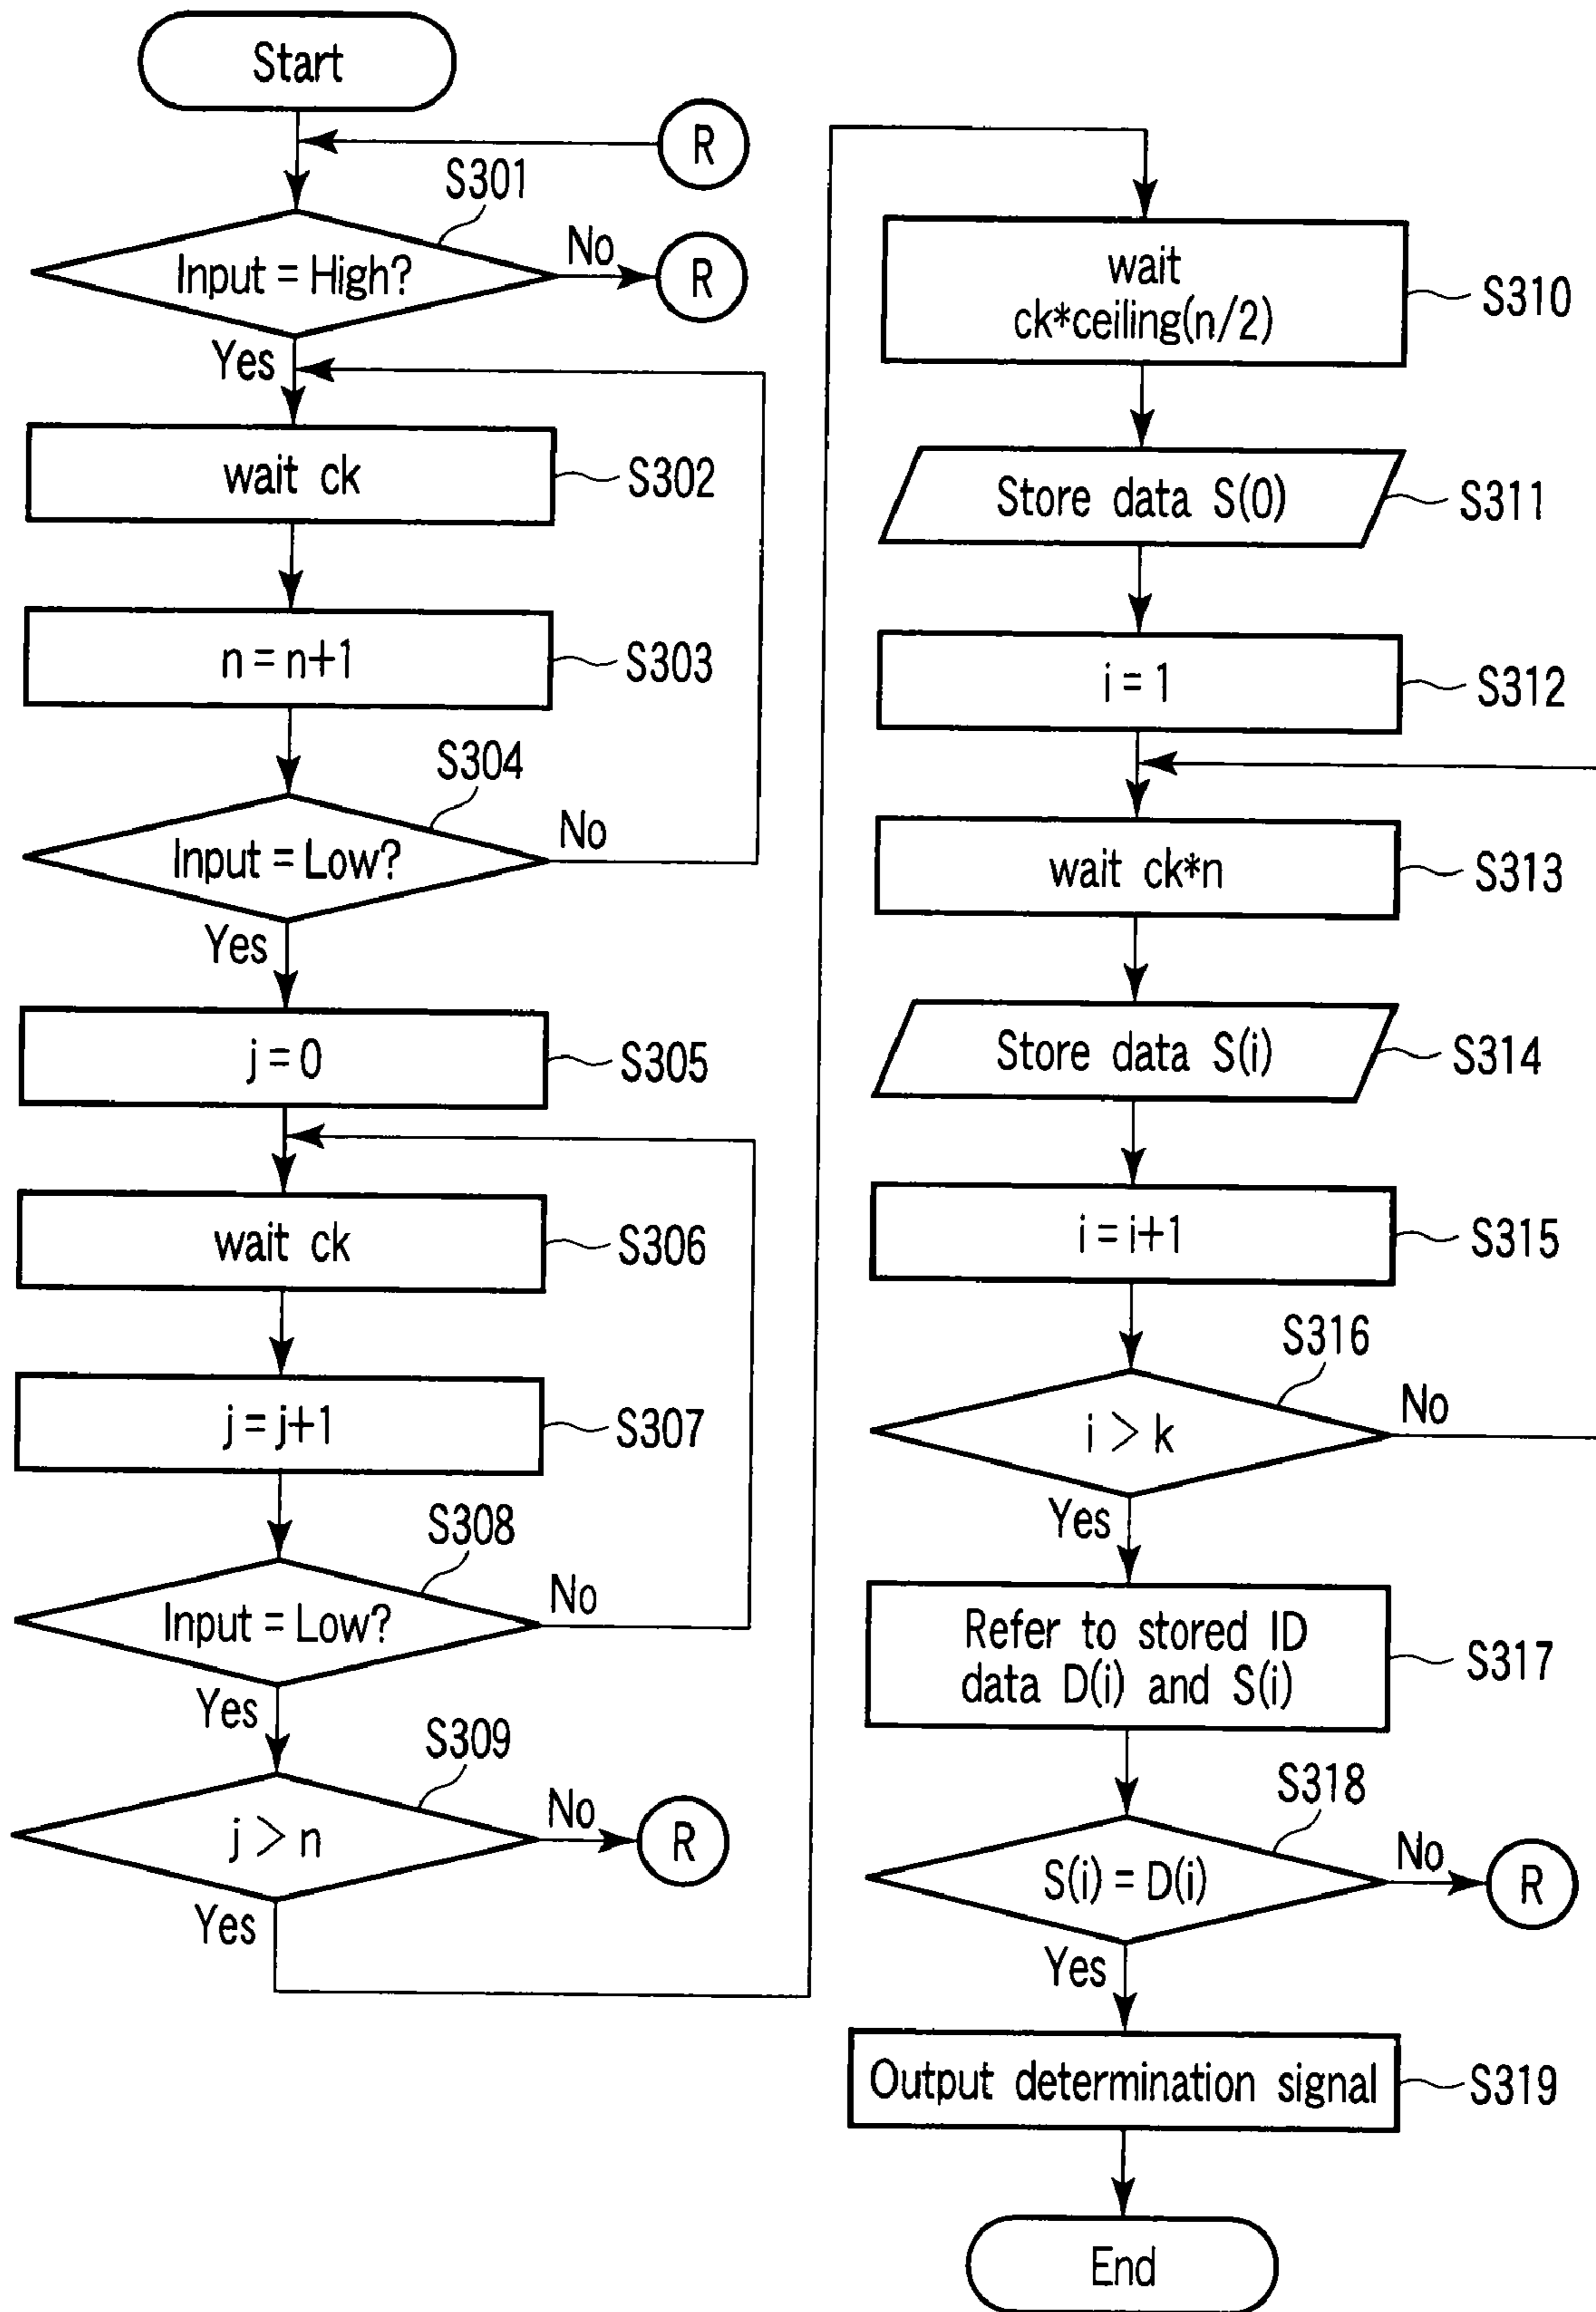 Start
R
S301
Input = High?
No
R
Yes
wait ck
S302
n = n+1
S303
S304
Input = Low?
No
Yes
j = 0
S305
wait ck
S306
j = j+1
S307
S308
Input = Low?
No
Yes
S309
j > n
No
R
Yes
wait
ck*ceiling(n/2)
S310
Store data S(0)
S311
i = 1
S312
wait ck*n
S313
Store data S(i)
S314
i = i+1
S315
S316
i > k
No
Yes
Refer to stored ID
data D(i) and S(i)
S317
S318
S(i) = D(i)
No
R
Yes
Output determination signal
S319
End